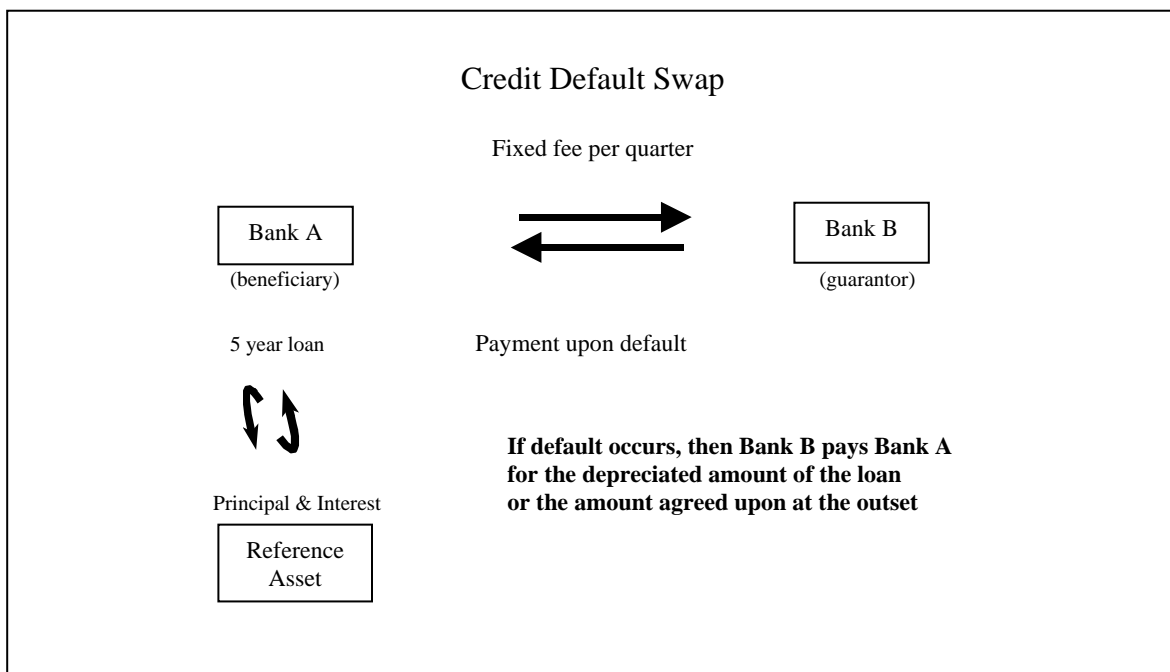 Credit Default Swap
Fixed fee per quarter
Bank A
Bank B
(beneficiary)
(guarantor)
5 year loan
Payment upon default
If default occurs, then Bank B pays Bank A
for the depreciated amount of the loan
or the amount agreed upon at the outset
Principal & Interest
Reference
Asset